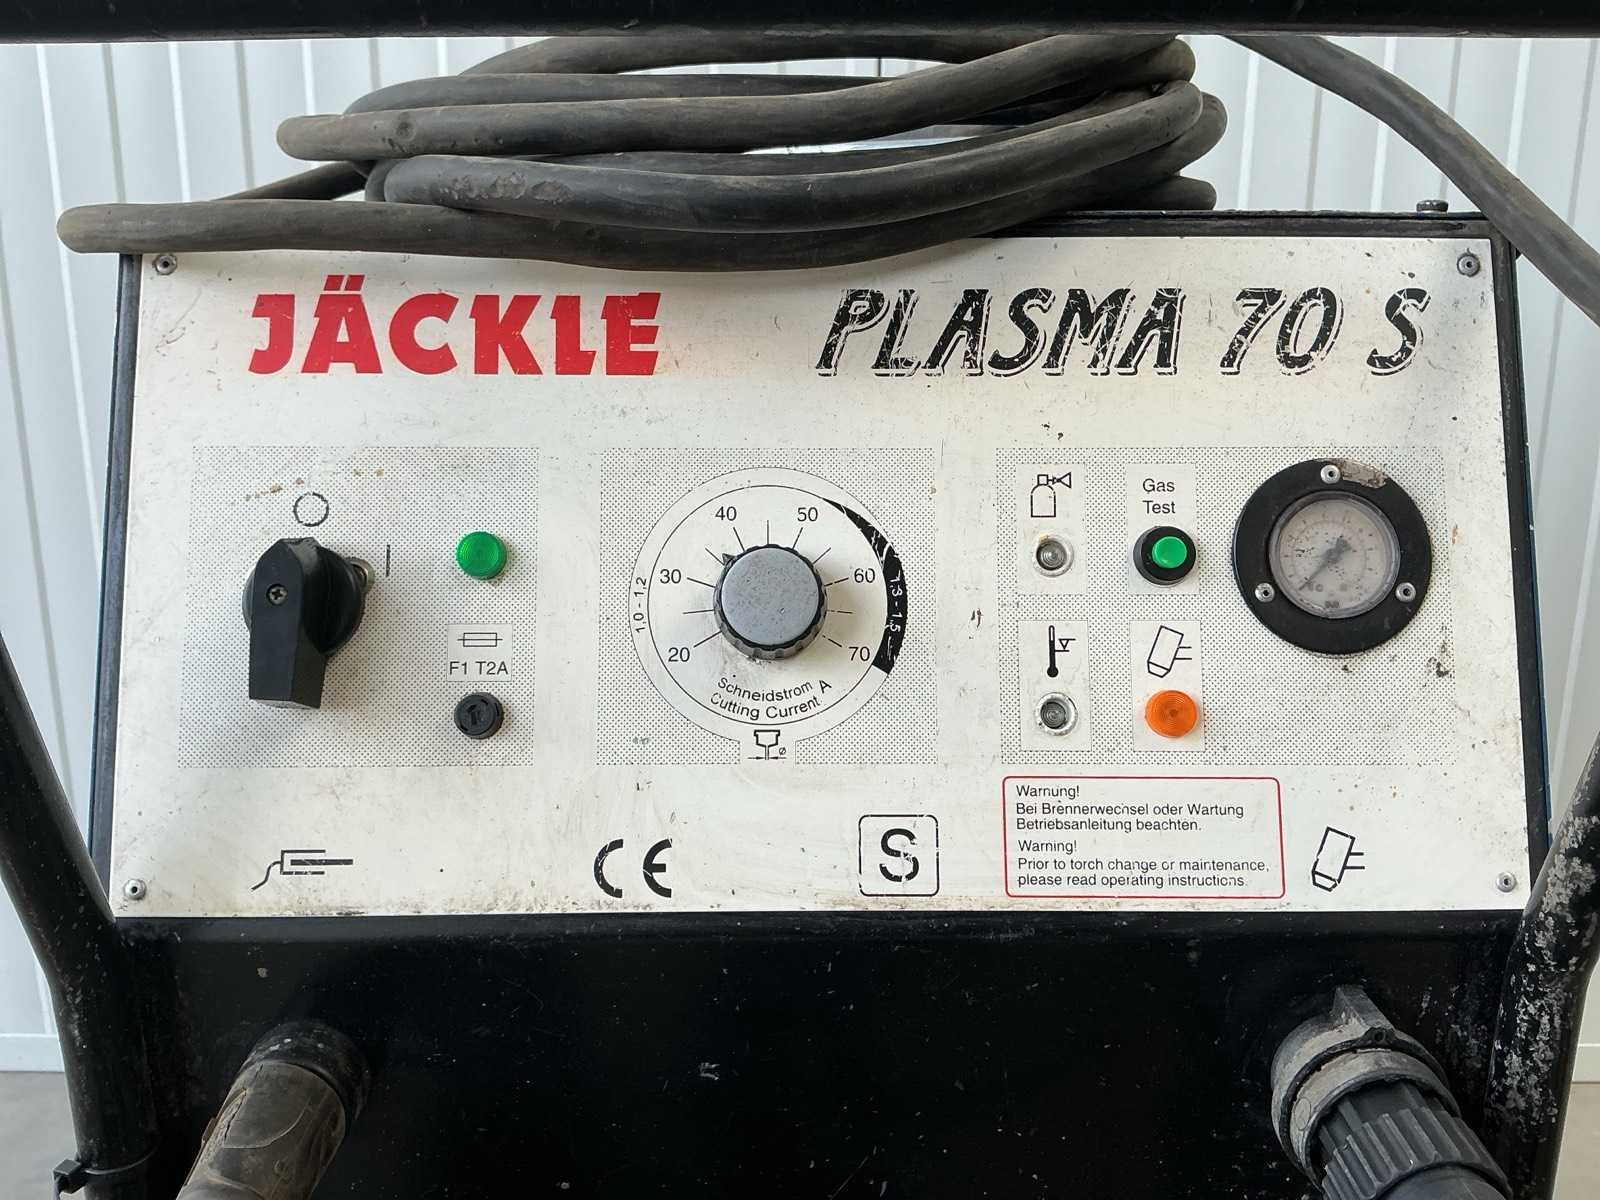 JÄCKLE PLASMA 70 S
Gas
Test
40 50
30 60
20 70
1,0 - 1,2
1,3 - 1,5
F1 T2A
Schneidstrom A
Cutting Current
Ø
Warnung!
Bei Brennerwechsel oder Wartung
Betriebsanleitung beachten.
Warning!
Prior to torch change or maintenance,
please read operating instructions.
CE
S